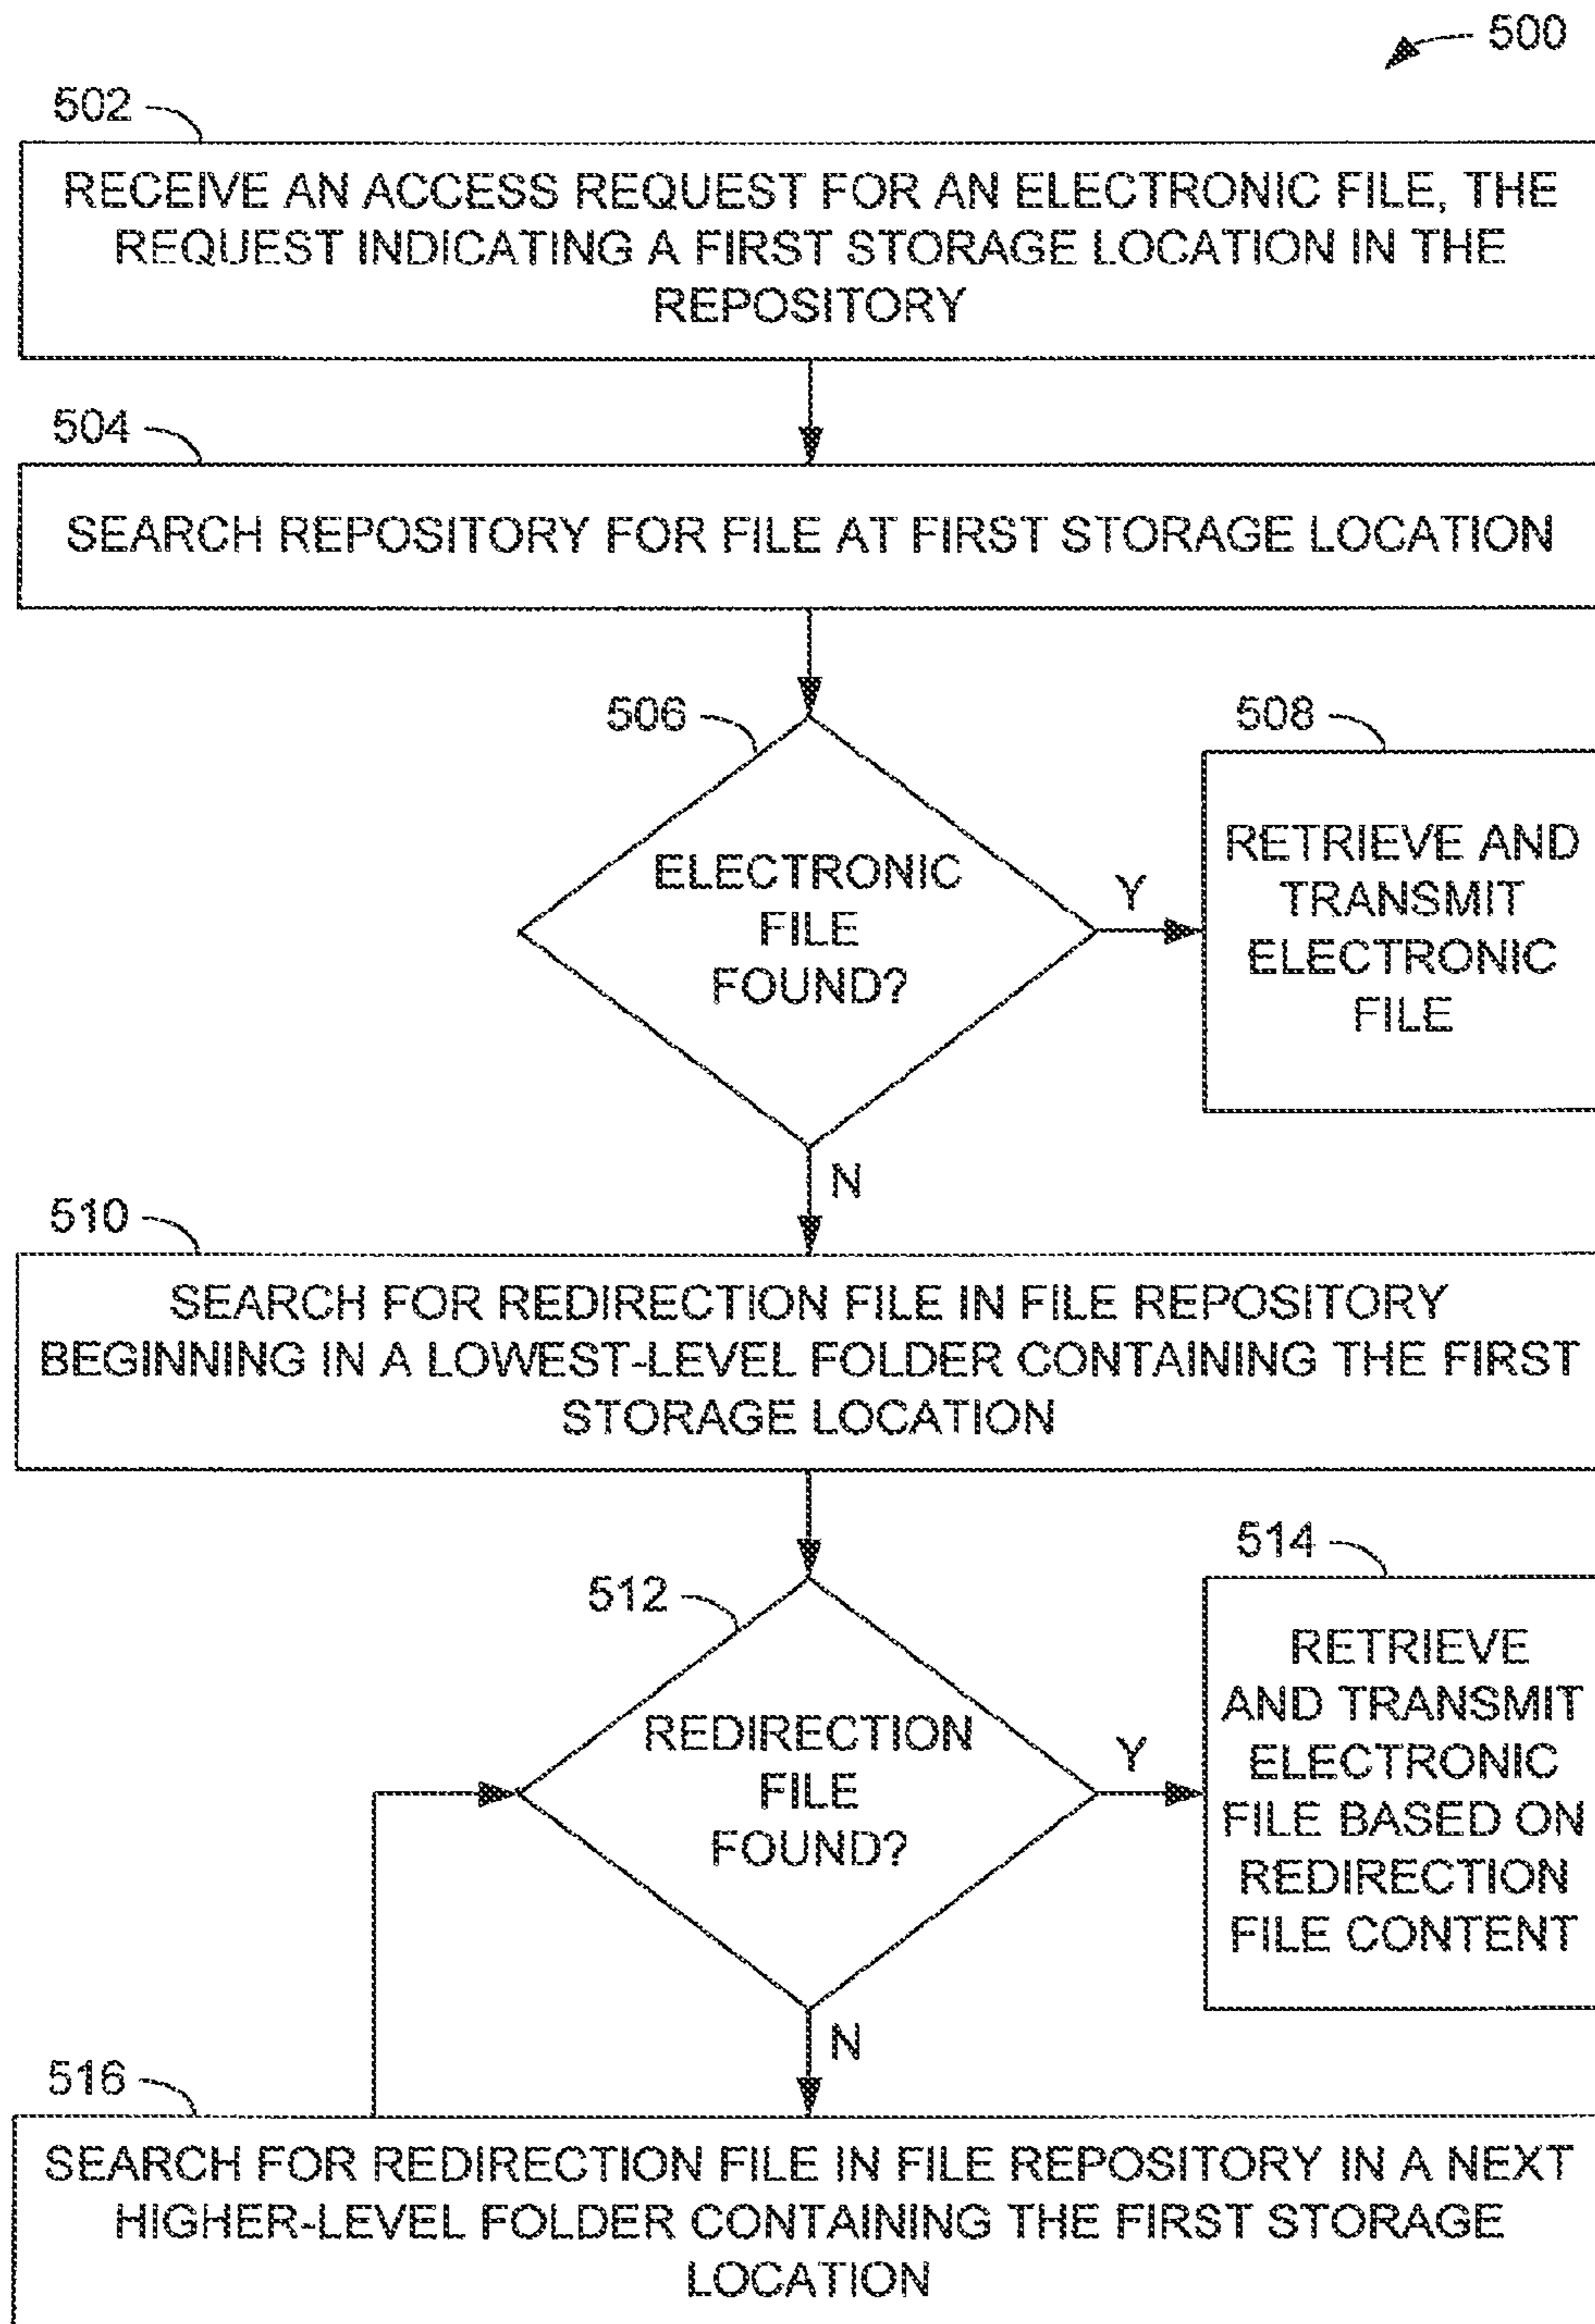 500
502
RECEIVE AN ACCESS REQUEST FOR AN ELECTRONIC FILE, THE
REQUEST INDICATING A FIRST STORAGE LOCATION IN THE
REPOSITORY
504
SEARCH REPOSITORY FOR FILE AT FIRST STORAGE LOCATION
506
ELECTRONIC
FILE
FOUND?
Y
508
RETRIEVE AND
TRANSMIT
ELECTRONIC
FILE
N
510
SEARCH FOR REDIRECTION FILE IN FILE REPOSITORY
BEGINNING IN A LOWEST-LEVEL FOLDER CONTAINING THE FIRST
STORAGE LOCATION
512
REDIRECTION
FILE
FOUND?
Y
514
RETRIEVE
AND TRANSMIT
ELECTRONIC
FILE BASED ON
REDIRECTION
FILE CONTENT
N
516
SEARCH FOR REDIRECTION FILE IN FILE REPOSITORY IN A NEXT
HIGHER-LEVEL FOLDER CONTAINING THE FIRST STORAGE
LOCATION